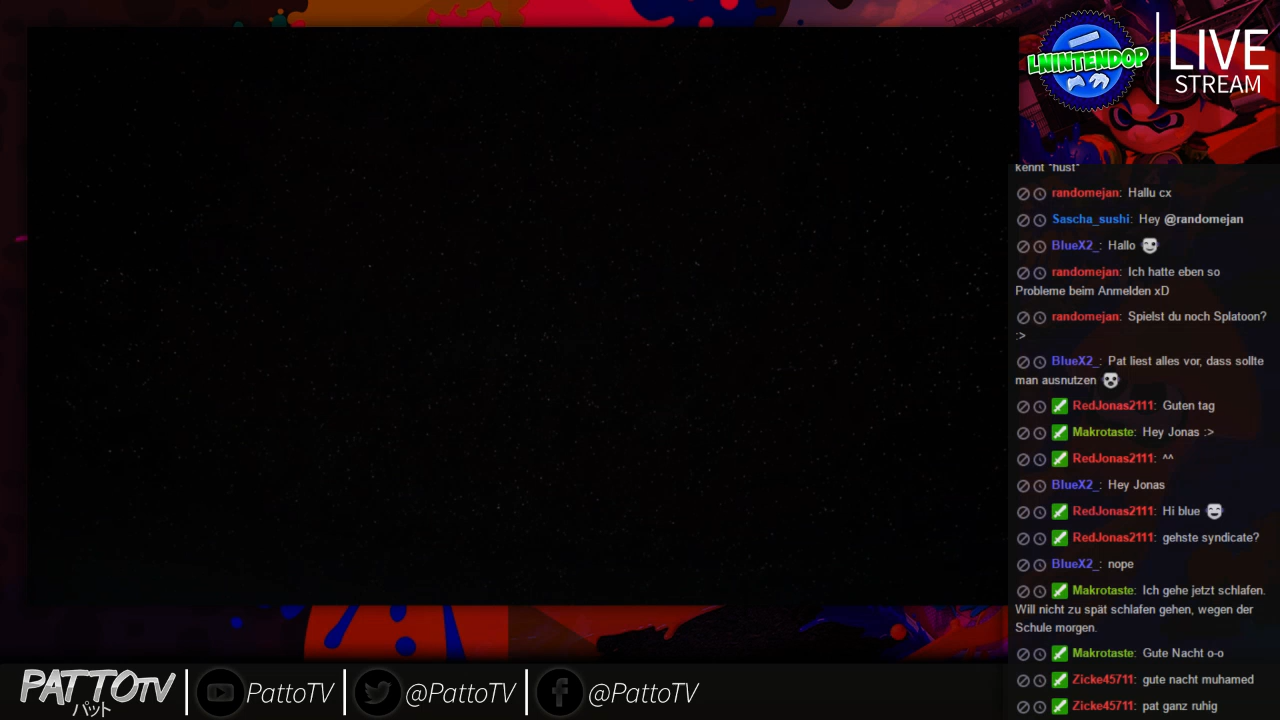 LNINTENDOP
LIVE
STREAM
kennt *hust*
randomejan: Hallu cx
Sascha_sushi: Hey @randomejan
BlueX2_: Hallo
randomejan: Ich hatte eben so
Probleme beim Anmelden xD
randomejan: Spielst du noch Splatoon?
:>
BlueX2_: Pat liest alles vor, dass sollte
man ausnutzen
RedJonas2111: Guten tag
Makrotaste: Hey Jonas :>
RedJonas2111: ^^
BlueX2_: Hey Jonas
RedJonas2111: Hi blue
RedJonas2111: gehste syndicate?
BlueX2_: nope
Makrotaste: Ich gehe jetzt schlafen.
Will nicht zu spät schlafen gehen, wegen der
Schule morgen.
Makrotaste: Gute Nacht o-o
Zicke45711: gute nacht muhamed
Zicke45711: pat ganz ruhig
PATTOTV
パット
PattoTV
@PattoTV
@PattoTV